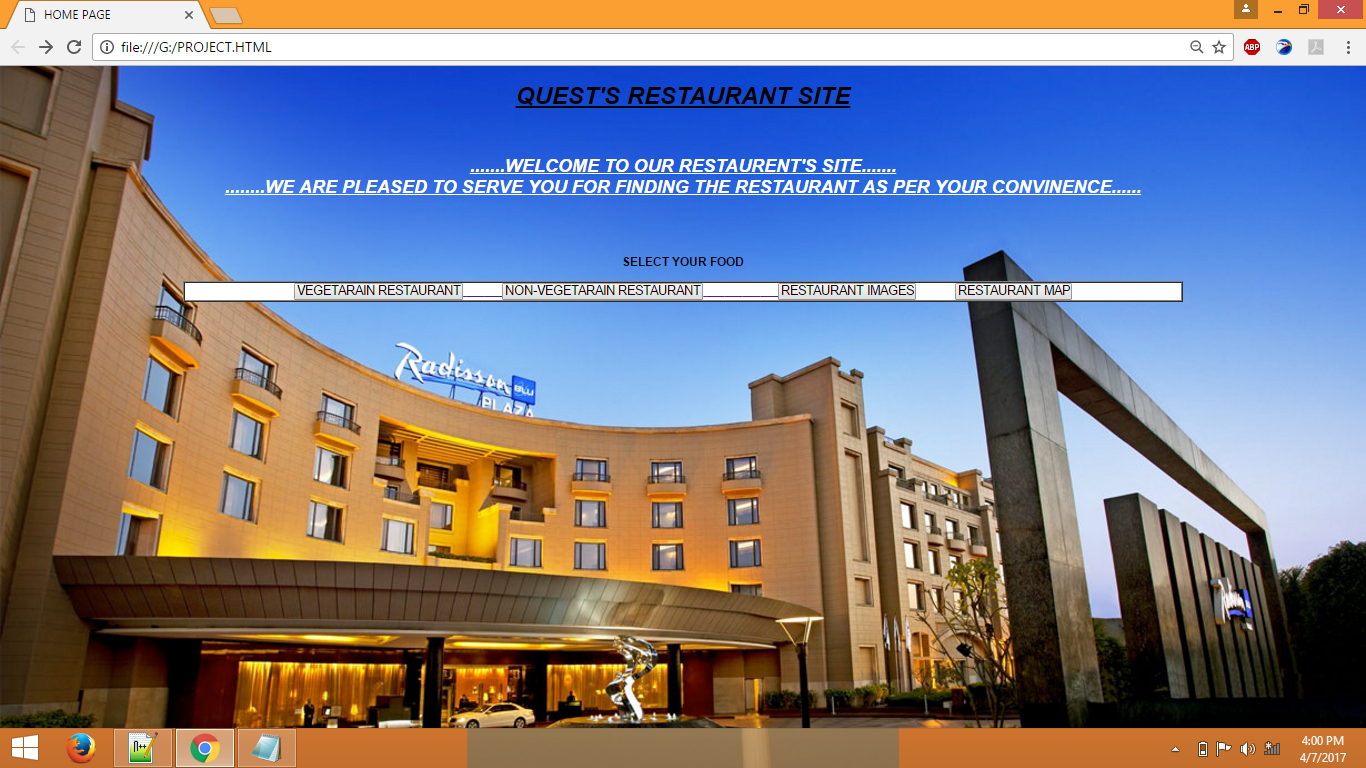 HOME PAGE
file:///G:/PROJECT.HTML
ABP
QUEST'S RESTAURANT SITE
.......WELCOME TO OUR RESTAURENT'S SITE.......
........WE ARE PLEASED TO SERVE YOU FOR FINDING THE RESTAURANT AS PER YOUR CONVINENCE......
SELECT YOUR FOOD
VEGETARAIN RESTAURANT NON-VEGETARAIN RESTAURANT RESTAURANT IMAGES RESTAURANT MAP
Radisson
BLU
PLAZA
4:00 PM
4/7/2017